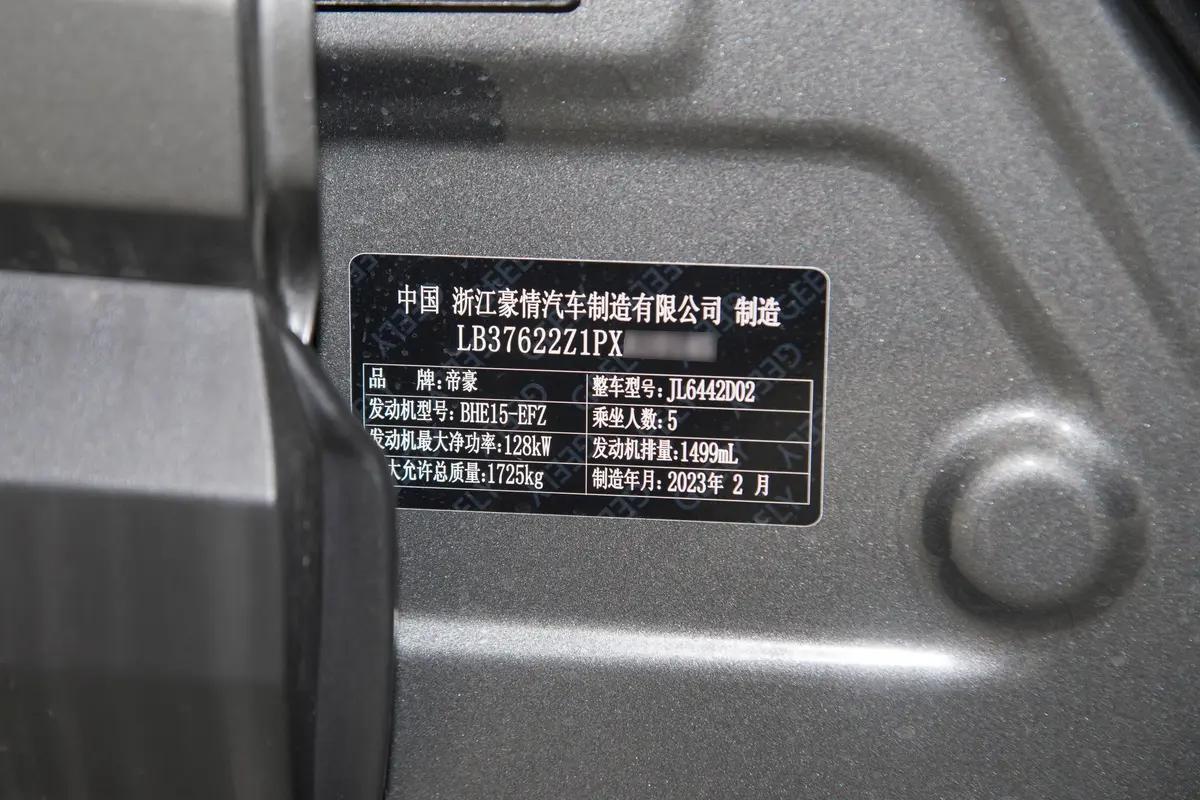 中国 浙江豪情汽车制造有限公司 制造
LB37622Z1PX
品 牌:帝豪 整车型号:JL6442D02
发动机型号:BHE15-EFZ 乘坐人数:5
发动机最大净功率:128kW 发动机排量:1499mL
大允许总质量:1725kg 制造年月:2023年 2 月